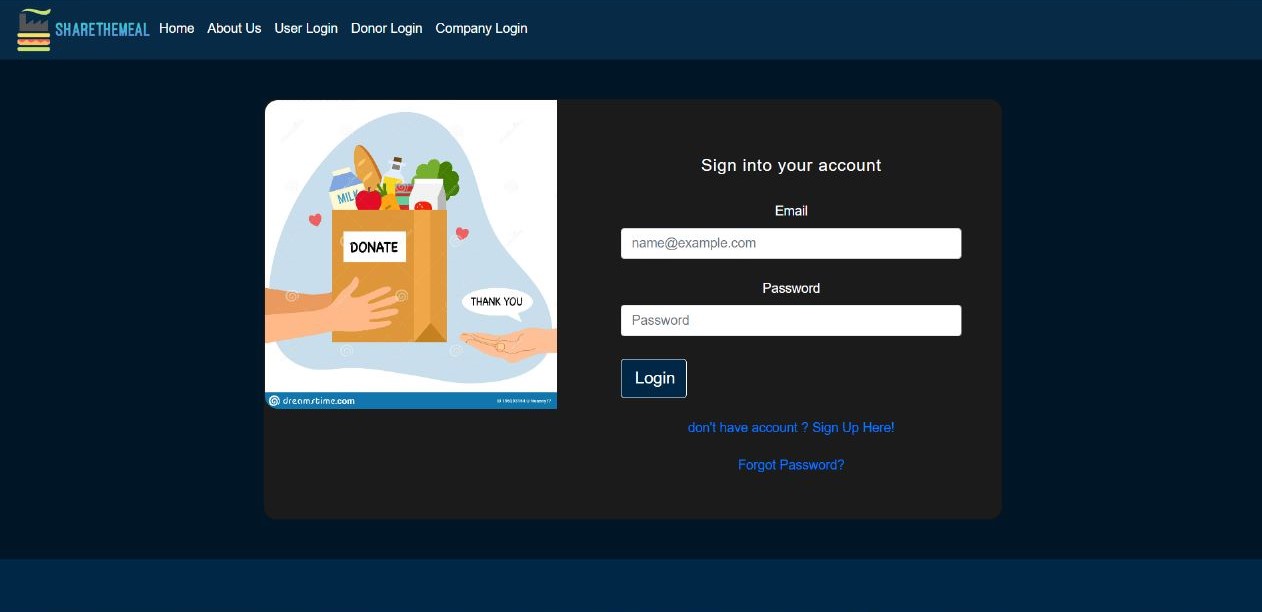 SHARETHEMEAL Home About Us User Login Donor Login Company Login
MILK
DONATE
THANK YOU
dreamstime.com
Sign into your account
Email
name@example.com
Password
Password
Login
don't have account ? Sign Up Here!
Forgot Password?